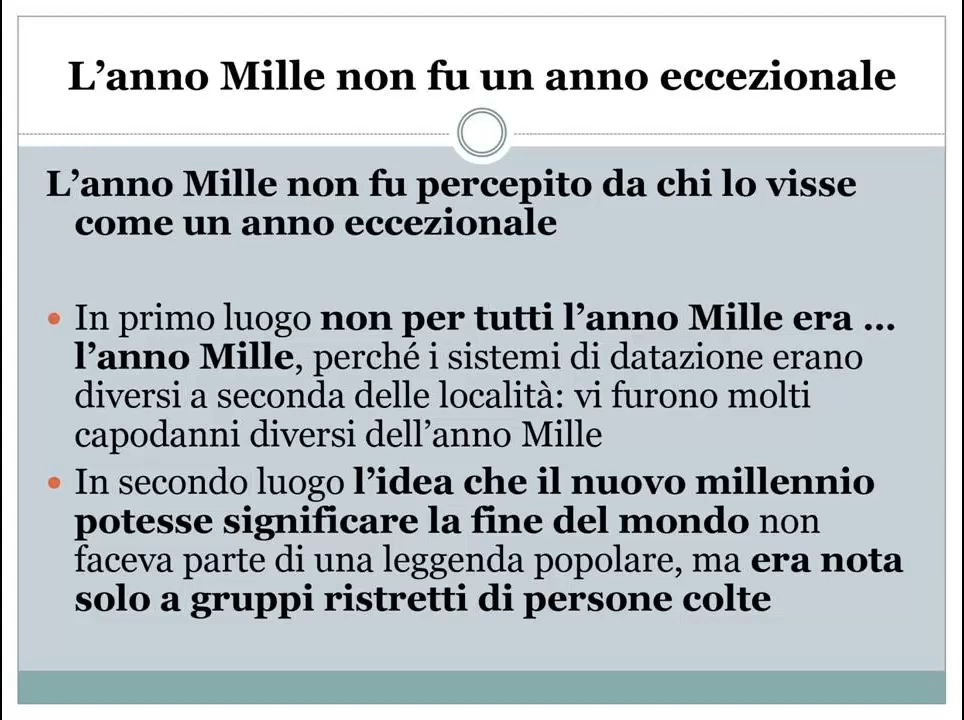 L’anno Mille non fu un anno eccezionale
L’anno Mille non fu percepito da chi lo visse
come un anno eccezionale
• In primo luogo non per tutti l’anno Mille era ...
l’anno Mille, perché i sistemi di datazione erano
diversi a seconda delle località: vi furono molti
capodanni diversi dell’anno Mille
• In secondo luogo l’idea che il nuovo millennio
potesse significare la fine del mondo non
faceva parte di una leggenda popolare, ma era nota
solo a gruppi ristretti di persone colte